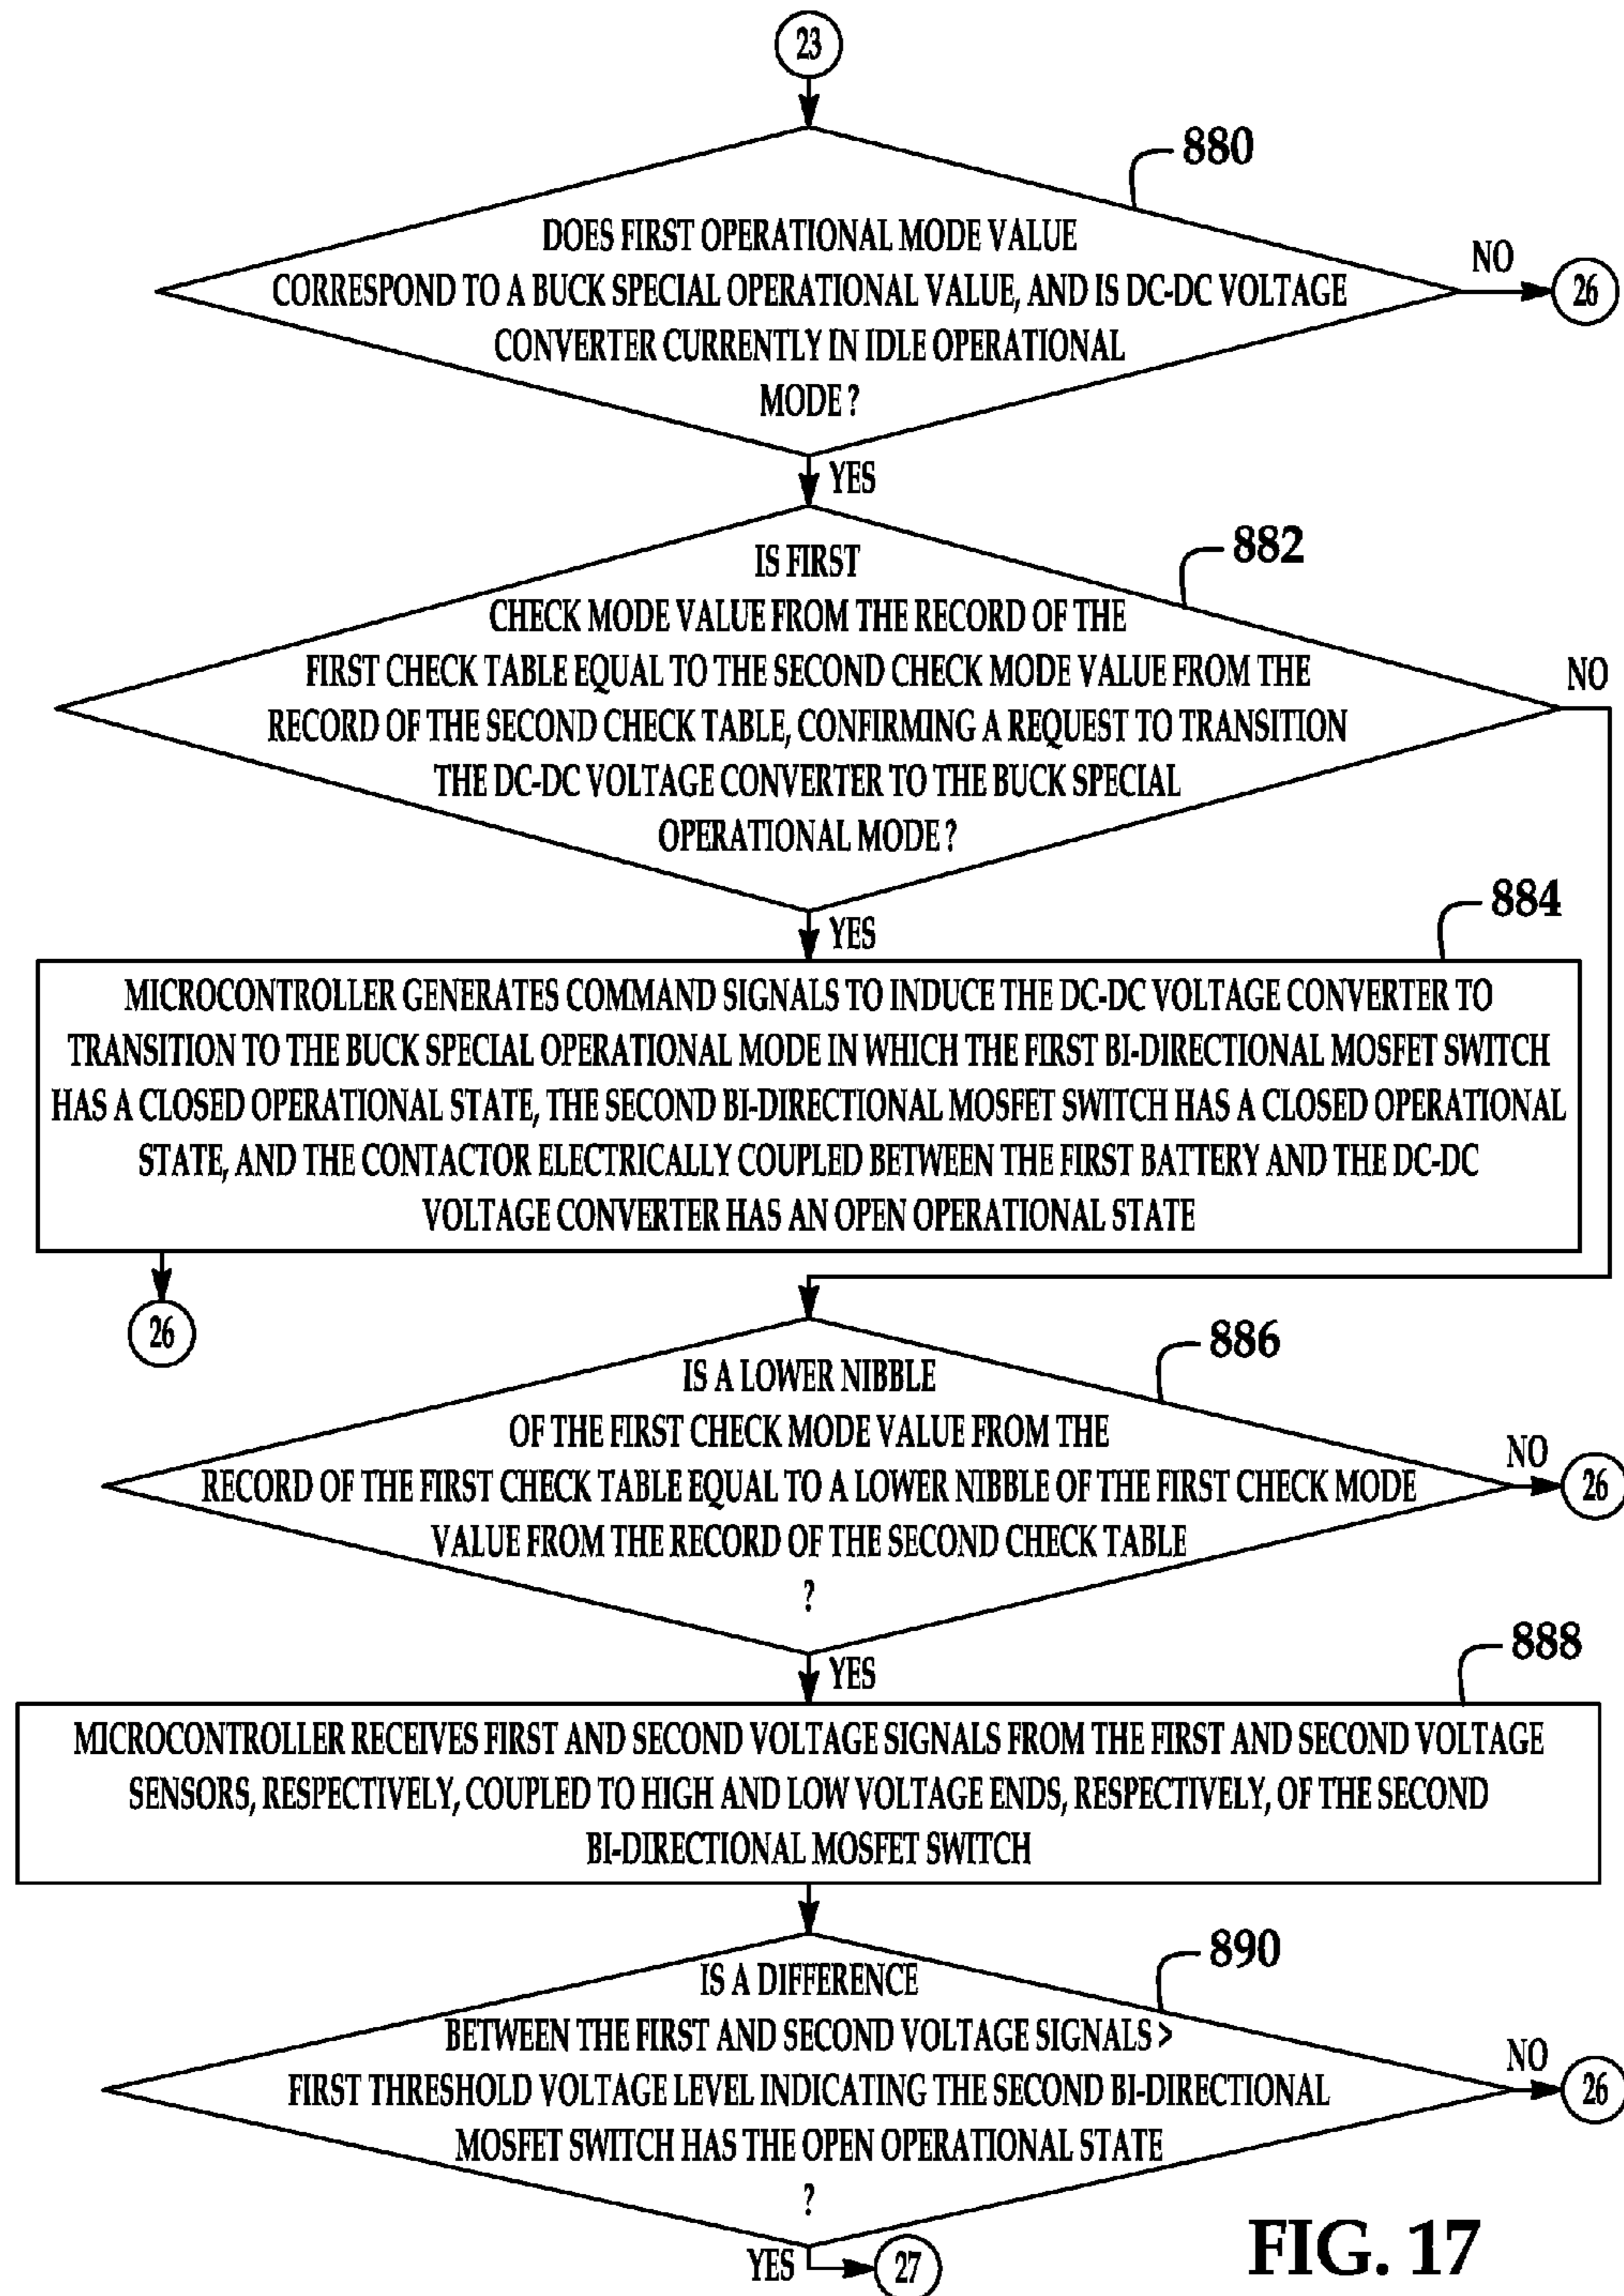 23
880
DOES FIRST OPERATIONAL MODE VALUE
CORRESPOND TO A BUCK SPECIAL OPERATIONAL VALUE, AND IS DC-DC VOLTAGE
CONVERTER CURRENTLY IN IDLE OPERATIONAL
MODE ?
NO
26
YES
882
IS FIRST
CHECK MODE VALUE FROM THE RECORD OF THE
FIRST CHECK TABLE EQUAL TO THE SECOND CHECK MODE VALUE FROM THE
RECORD OF THE SECOND CHECK TABLE, CONFIRMING A REQUEST TO TRANSITION
THE DC-DC VOLTAGE CONVERTER TO THE BUCK SPECIAL
OPERATIONAL MODE ?
NO
YES
884
MICROCONTROLLER GENERATES COMMAND SIGNALS TO INDUCE THE DC-DC VOLTAGE CONVERTER TO
TRANSITION TO THE BUCK SPECIAL OPERATIONAL MODE IN WHICH THE FIRST BI-DIRECTIONAL MOSFET SWITCH
HAS A CLOSED OPERATIONAL STATE, THE SECOND BI-DIRECTIONAL MOSFET SWITCH HAS A CLOSED OPERATIONAL
STATE, AND THE CONTACTOR ELECTRICALLY COUPLED BETWEEN THE FIRST BATTERY AND THE DC-DC
VOLTAGE CONVERTER HAS AN OPEN OPERATIONAL STATE
26
886
IS A LOWER NIBBLE
OF THE FIRST CHECK MODE VALUE FROM THE
RECORD OF THE FIRST CHECK TABLE EQUAL TO A LOWER NIBBLE OF THE FIRST CHECK MODE
VALUE FROM THE RECORD OF THE SECOND CHECK TABLE
?
NO
26
YES
888
MICROCONTROLLER RECEIVES FIRST AND SECOND VOLTAGE SIGNALS FROM THE FIRST AND SECOND VOLTAGE
SENSORS, RESPECTIVELY, COUPLED TO HIGH AND LOW VOLTAGE ENDS, RESPECTIVELY, OF THE SECOND
BI-DIRECTIONAL MOSFET SWITCH
890
IS A DIFFERENCE
BETWEEN THE FIRST AND SECOND VOLTAGE SIGNALS >
FIRST THRESHOLD VOLTAGE LEVEL INDICATING THE SECOND BI-DIRECTIONAL
MOSFET SWITCH HAS THE OPEN OPERATIONAL STATE
?
NO
26
YES
27
FIG. 17